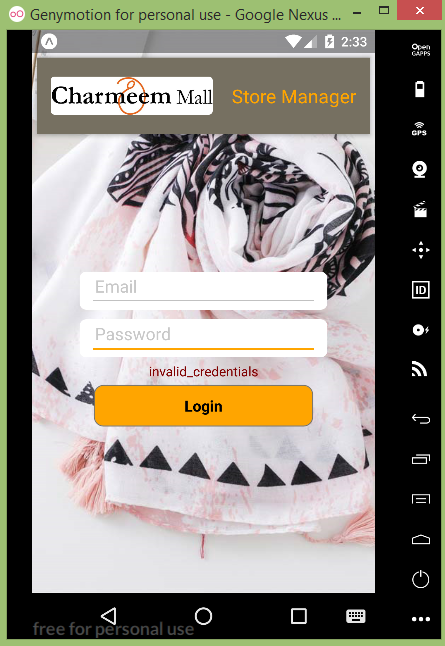 Genymotion for personal use - Google Nexus ...
2:33
Charmeem Mall
Store Manager
Email
Password
invalid_credentials
Login
free for personal use
Open
GAPPS
GPS
ID